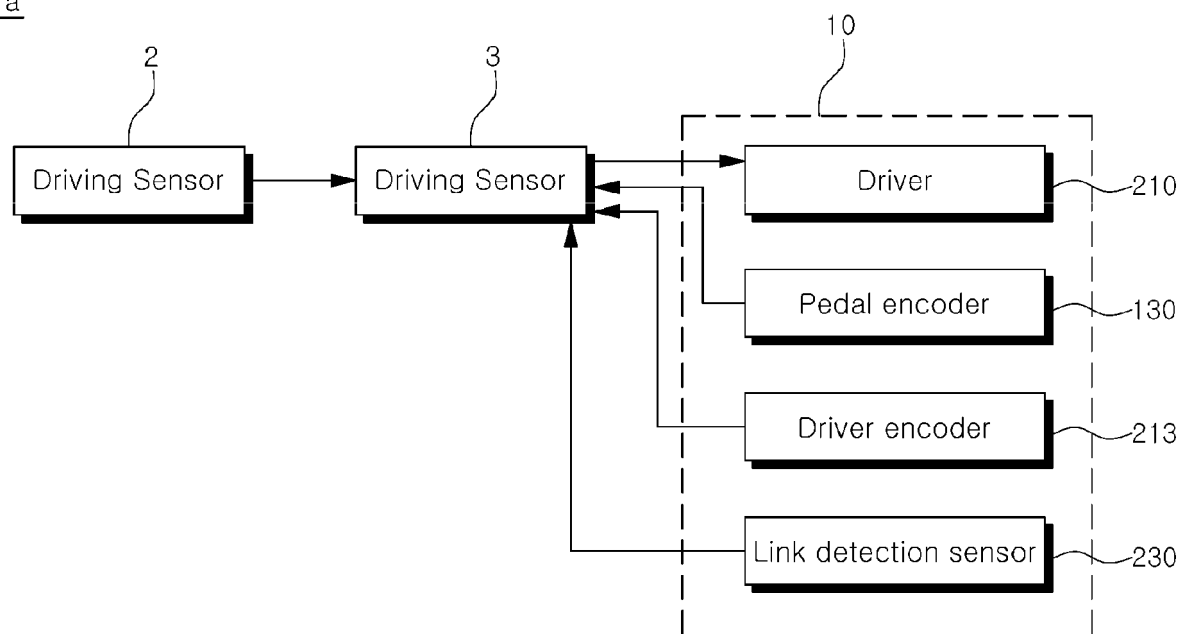 a
10
2
3
Driving Sensor
Driving Sensor
Driver
210
Pedal encoder
130
Driver encoder
213
Link detection sensor
230